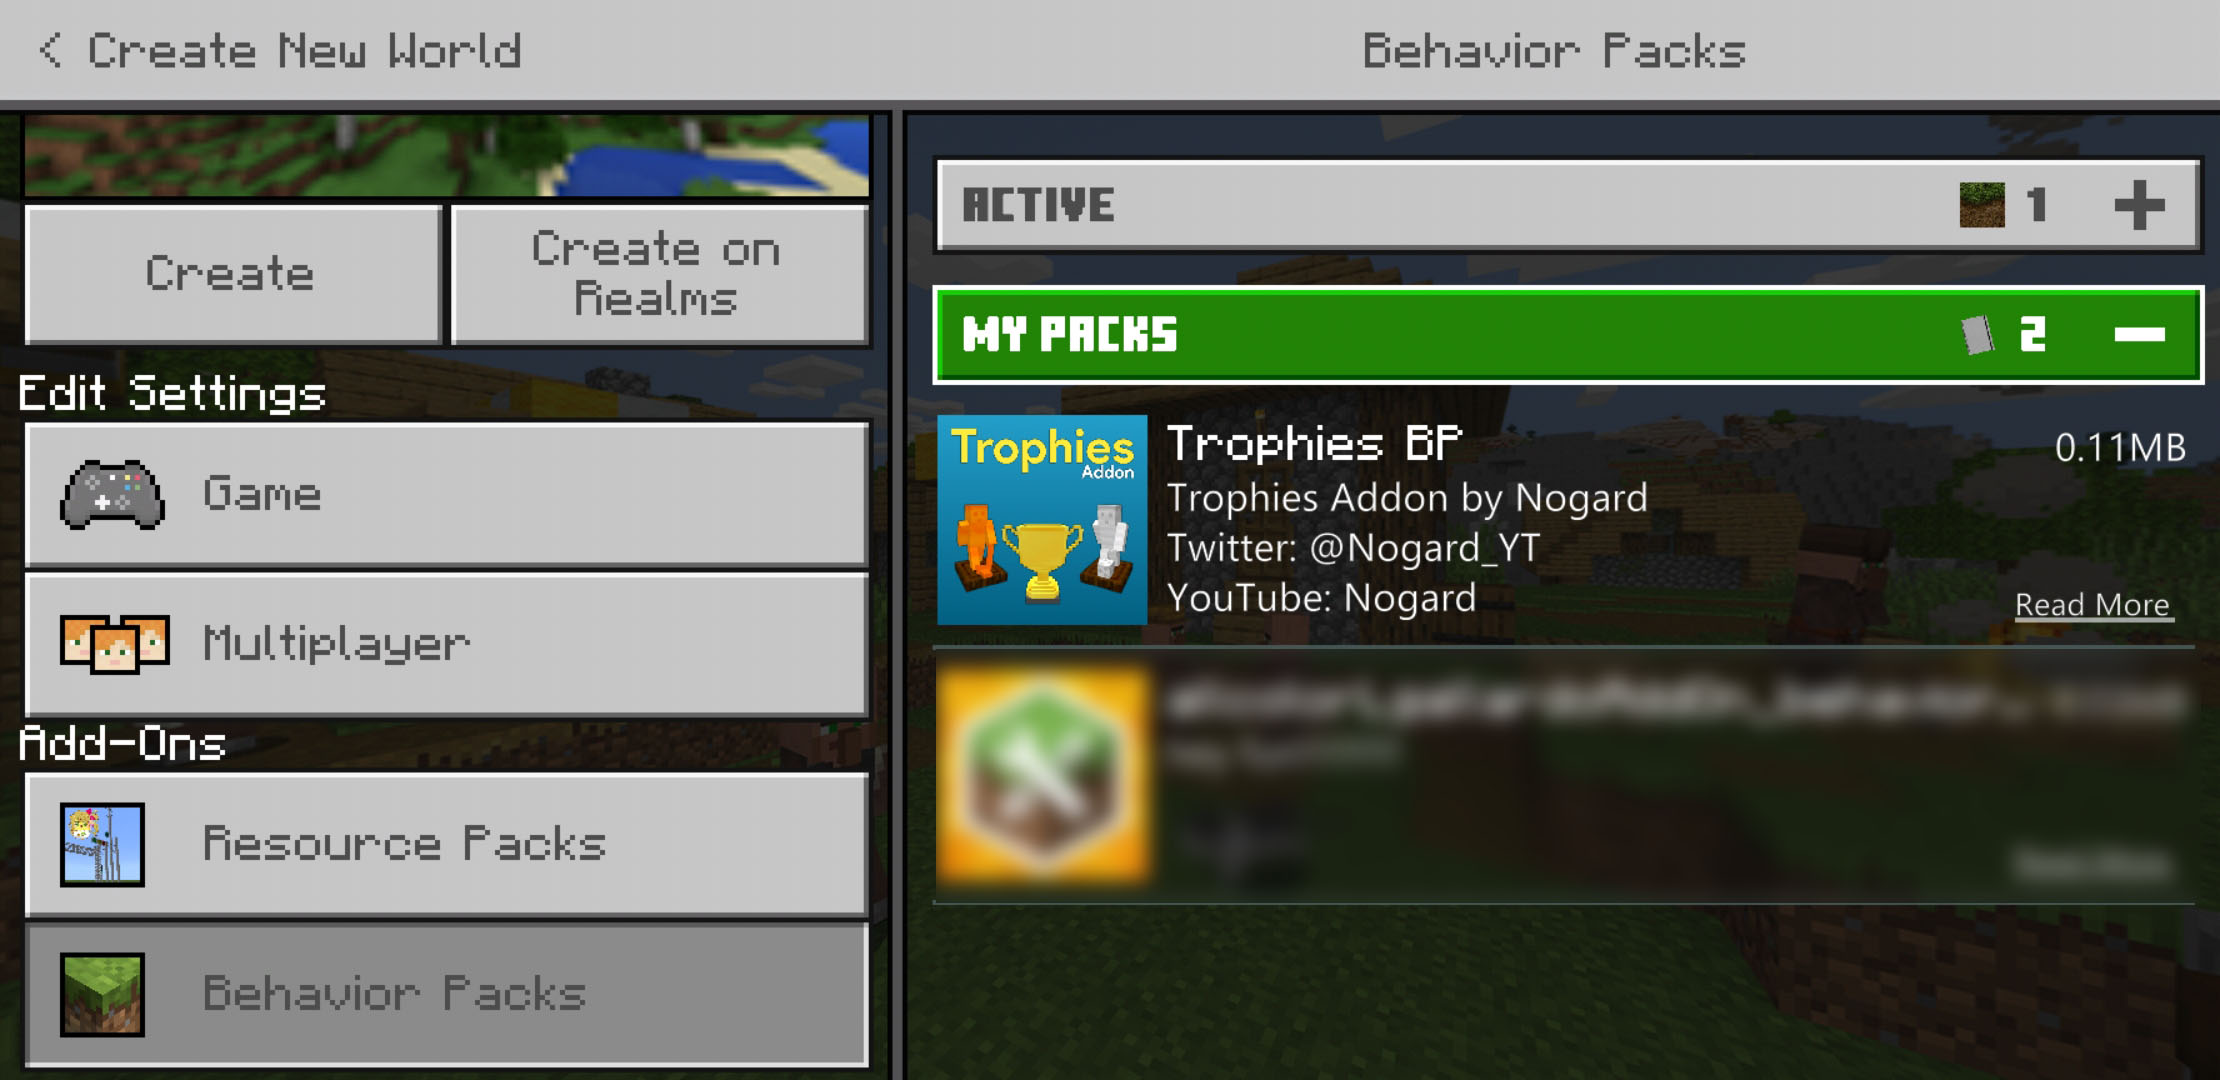 < Create New World
Behavior Packs
Create
Create on
Realms
Edit Settings
Game
Multiplayer
Add-Ons
Resource Packs
Behavior Packs
ACTIVE 1 +
MY PACKS 2 -
Trophies
Addon
Trophies BP 0.11MB
Trophies Addon by Nogard
Twitter: @Nogard_YT
YouTube: Nogard
Read More